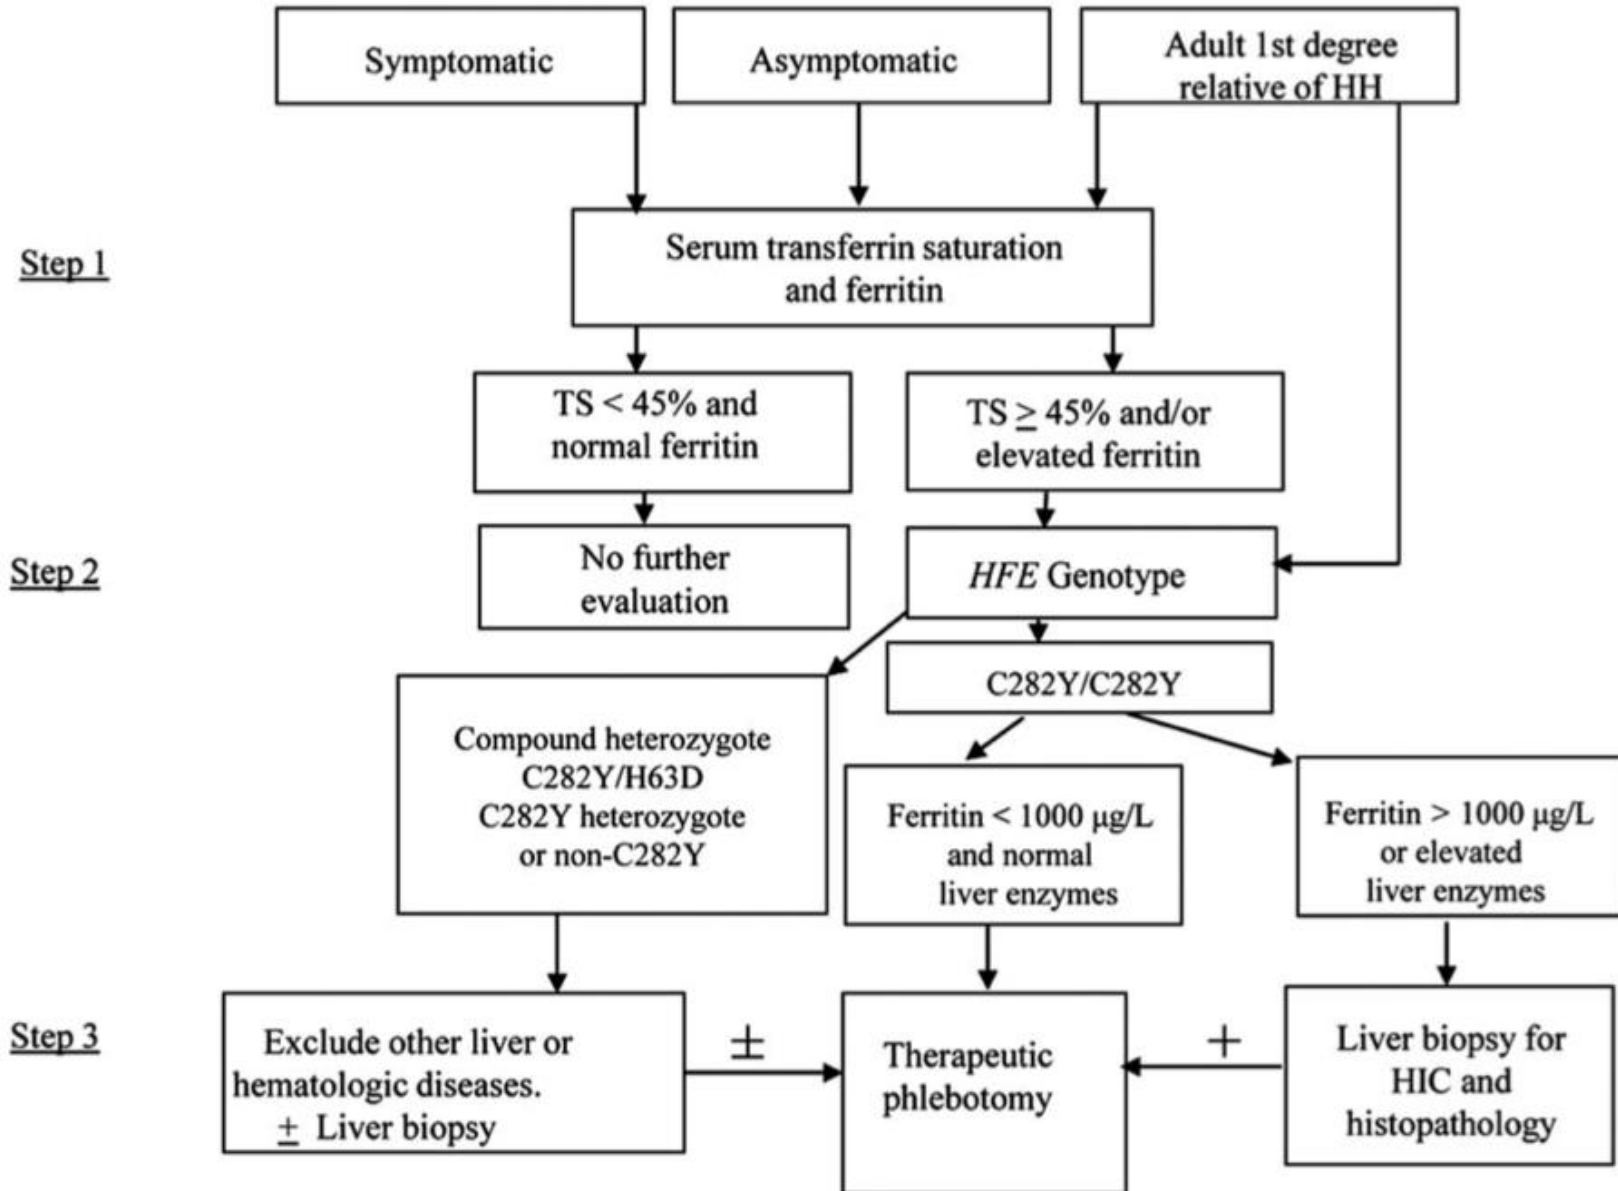 Symptomatic
Asymptomatic
Adult 1st degree
relative of HH
Step 1
Serum transferrin saturation
and ferritin
TS < 45% and
normal ferritin
TS ≥ 45% and/or
elevated ferritin
Step 2
No further
evaluation
HFE Genotype
C282Y/C282Y
Compound heterozygote
C282Y/H63D
C282Y heterozygote
or non-C282Y
Ferritin < 1000 µg/L
and normal
liver enzymes
Ferritin > 1000 µg/L
or elevated
liver enzymes
Step 3
Exclude other liver or
hematologic diseases.
± Liver biopsy
±
Therapeutic
phlebotomy
+
Liver biopsy for
HIC and
histopathology